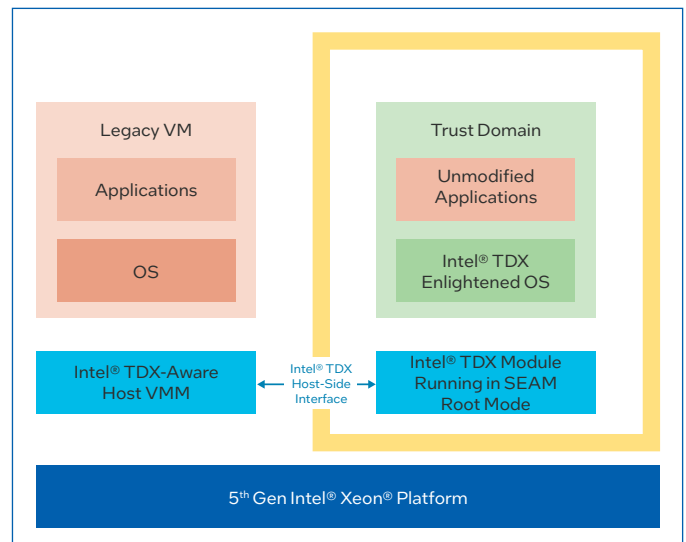 Legacy VM
Applications
OS
Trust Domain
Unmodified
Applications
Intel® TDX
Enlightened OS
Intel® TDX-Aware
Host VMM
Intel® TDX
Host-Side
Interface
Intel® TDX Module
Running in SEAM
Root Mode
5th Gen Intel® Xeon® Platform